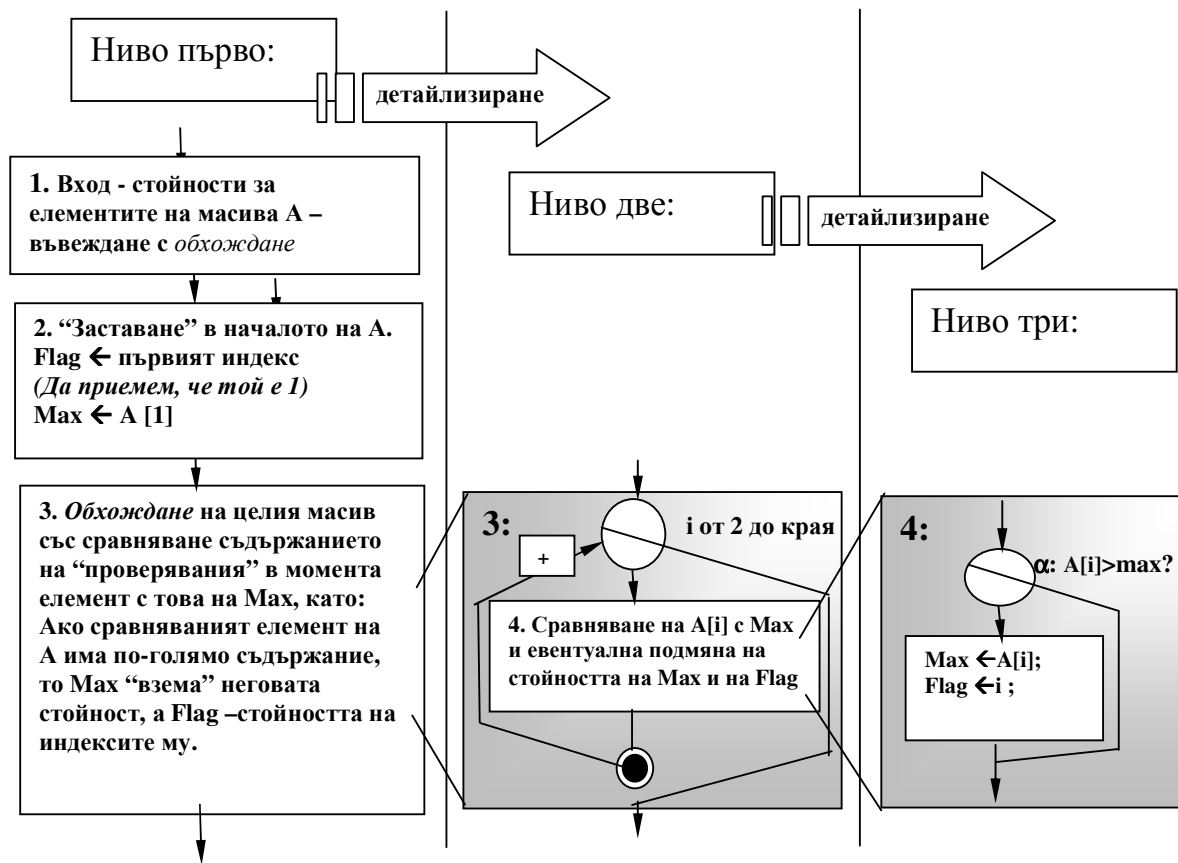 Ниво първо:
детайлизиране
1. Вход - стойности за
елементите на масива А –
въвеждане с обхождане
2. “Заставане” в началото на А.
Flag ← първият индекс
(Да приемем, че той е 1)
Max ← A [1]
3. Обхождане на целия масив
със сравняване съдържанието
на “проверявания” в момента
елемент с това на Max, като:
Ако сравняваният елемент на
А има по-голямо съдържание,
то Max “взема” неговата
стойност, а Flag –стойността на
индексите му.
Ниво две:
детайлизиране
3:
i от 2 до края
+
4. Сравняване на A[i] с Max
и евентуална подмяна на
стойността на Max и на Flag
Ниво три:
4:
α: A[i]>max?
Max ←A[i];
Flag ←i ;